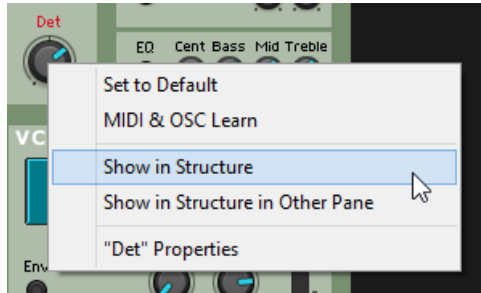 Det
EQ Cent Bass Mid Treble
Set to Default
MIDI & OSC Learn
VC
Show in Structure
Show in Structure in Other Pane
"Det" Properties
Env